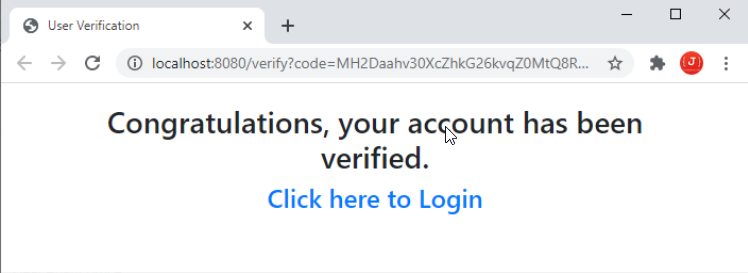 User Verification
localhost:8080/verify?code=MH2Daahv30XcZhkG26kvqZ0MtQ8R...
J
Congratulations, your account has been
verified.
Click here to Login